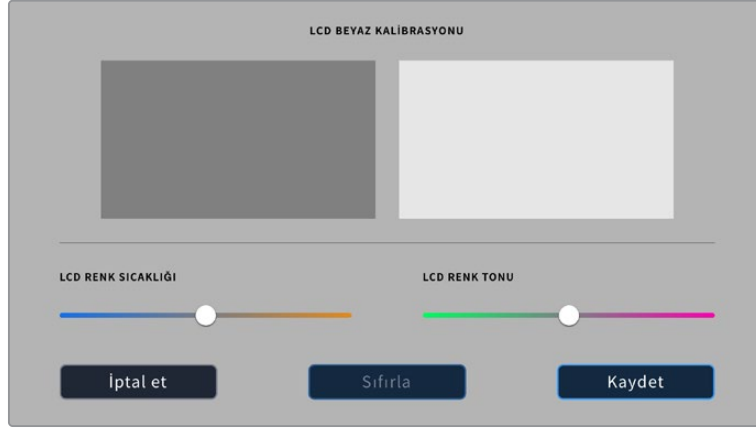 LCD BEYAZ KALİBRASYONU
LCD RENK SICAKLIĞI
LCD RENK TONU
İptal et
Sıfırla
Kaydet